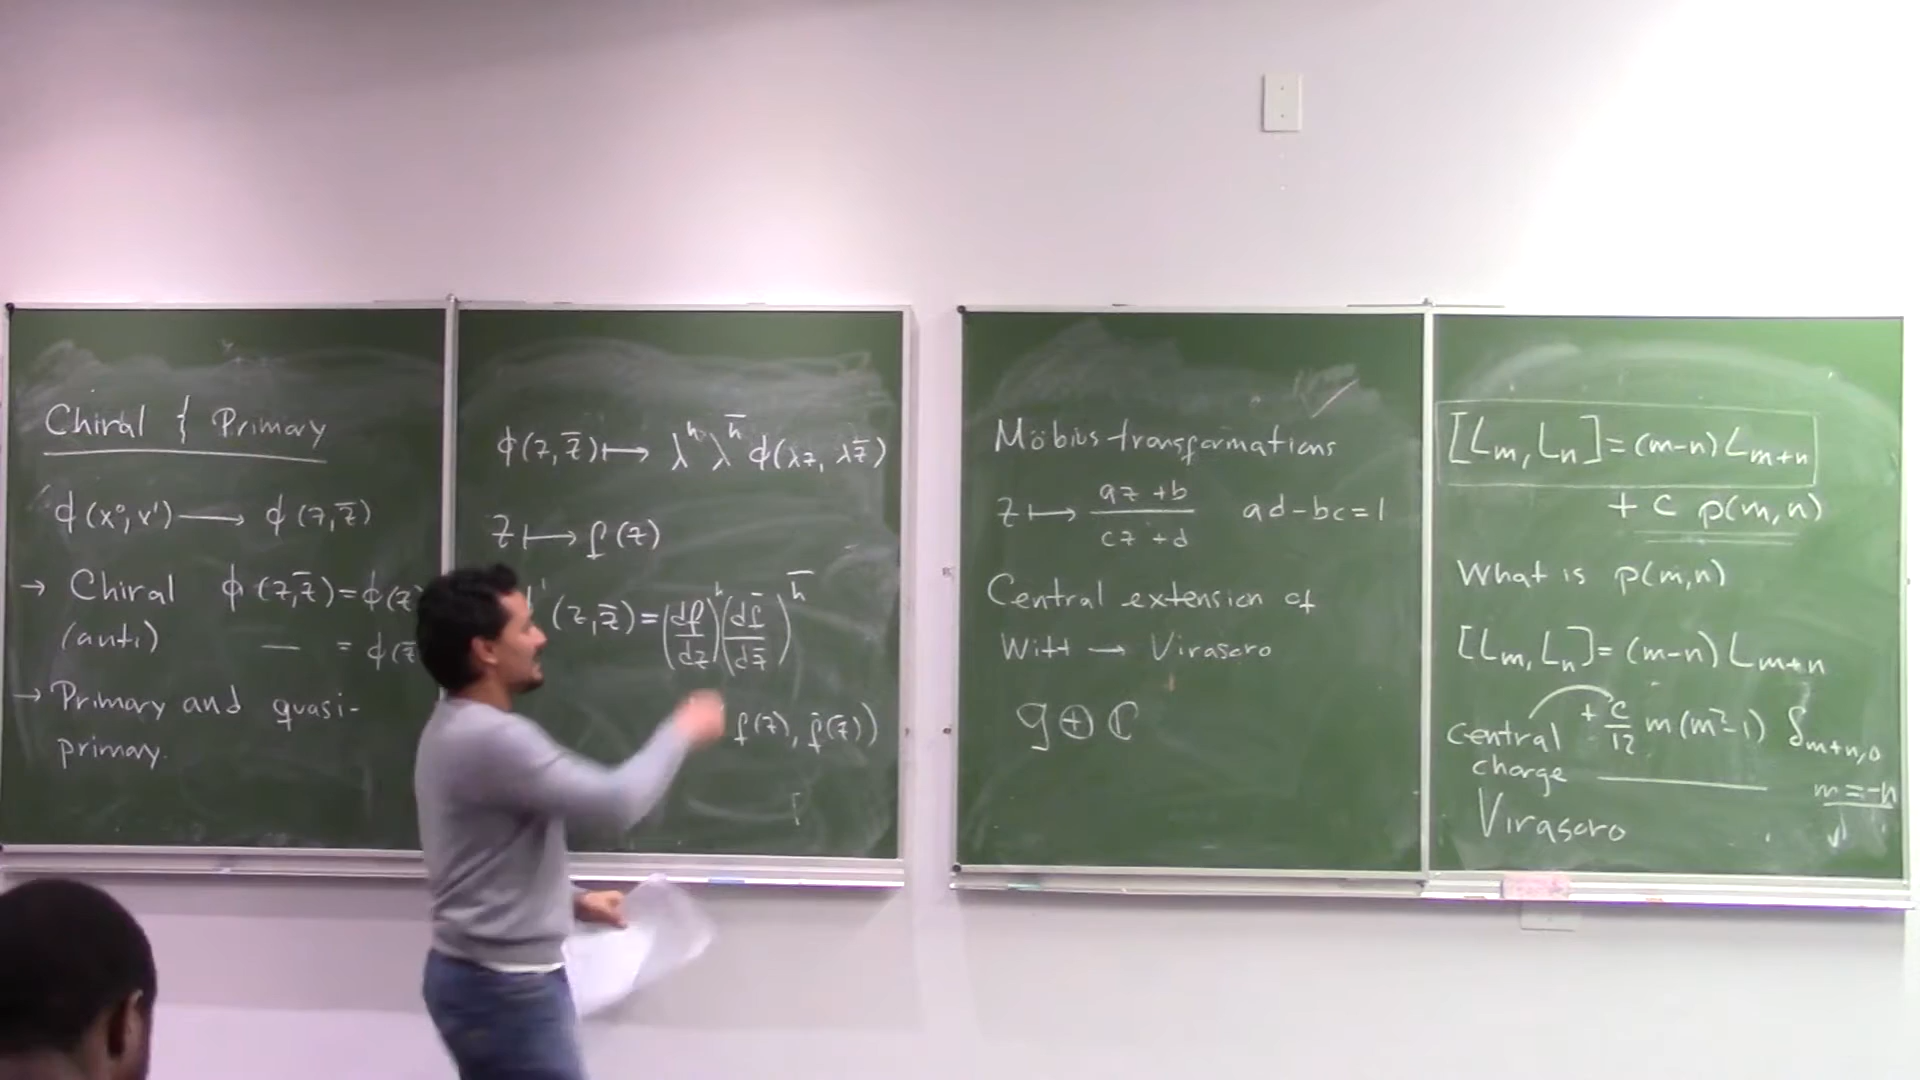 Chiral & Primary
ϕ(x⁰,x¹) ⟶ ϕ(z,z̄)
→ Chiral ϕ(z,z̄)=ϕ(z
(anti) — = ϕ(z̄
→ Primary and quasi-
primary.
ϕ(z,z̄) ⟼ λ^h λ^h̄ ϕ(λz, λz̄)
z ⟼ f(z)
'(z,z̄)=(df/dz)^h (df̄/dz̄)^h̄
f(z), f̄(z̄))
Möbius transformations
z ⟼ (az+b)/(cz+d) ad-bc=1
Central extension of
Witt → Virasoro
g⊕ℂ
[Lm,Ln]=(m-n)Lm+n
+ c p(m,n)
What is p(m,n)
[Lm,Ln]=(m-n)Lm+n
+ c/12 m(m²-1) δm+n,0
central
charge
m=-n
Virasoro